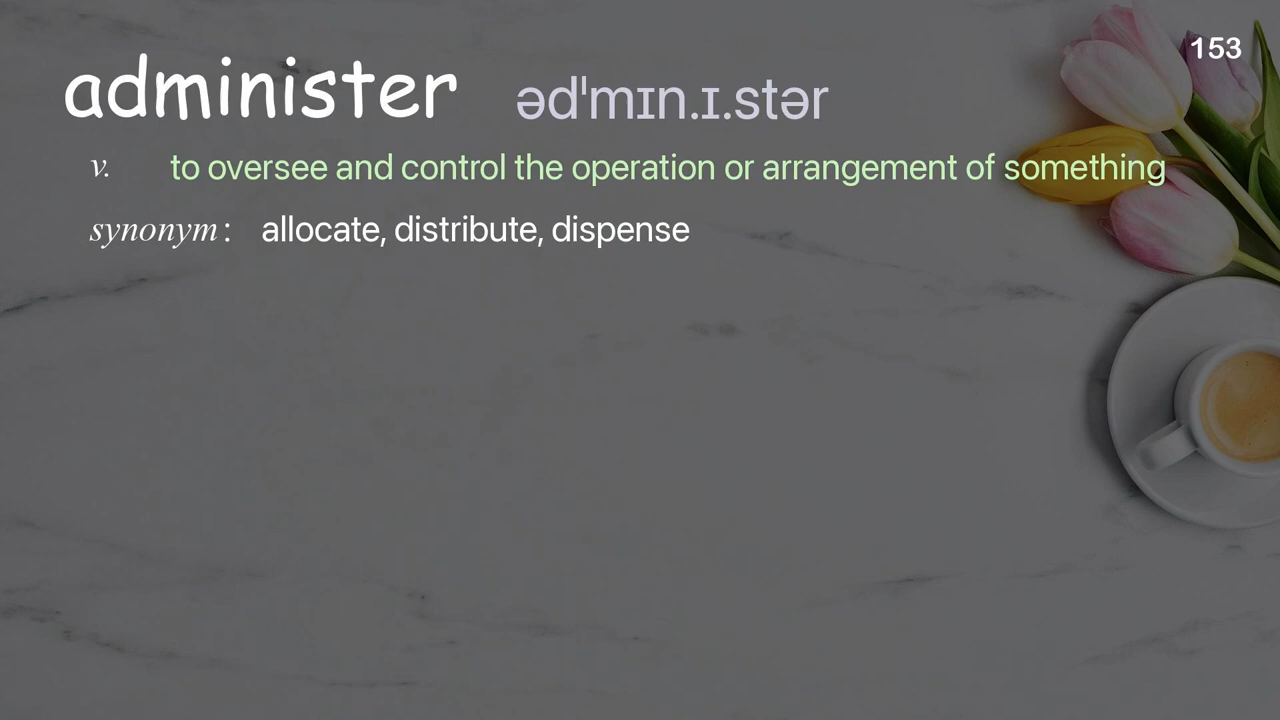 153
administer əd'mɪn.ɪ.stər
v. to oversee and control the operation or arrangement of something
synonym : allocate, distribute, dispense